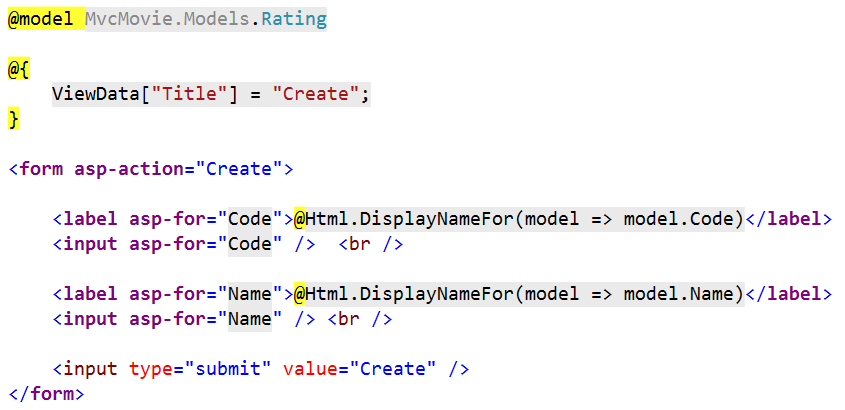 @model MvcMovie.Models.Rating
@{
ViewData["Title"] = "Create";
}
<form asp-action="Create">
<label asp-for="Code">@Html.DisplayNameFor(model => model.Code)</label>
<input asp-for="Code" />  <br />
<label asp-for="Name">@Html.DisplayNameFor(model => model.Name)</label>
<input asp-for="Name" /> <br />
<input type="submit" value="Create" />
</form>